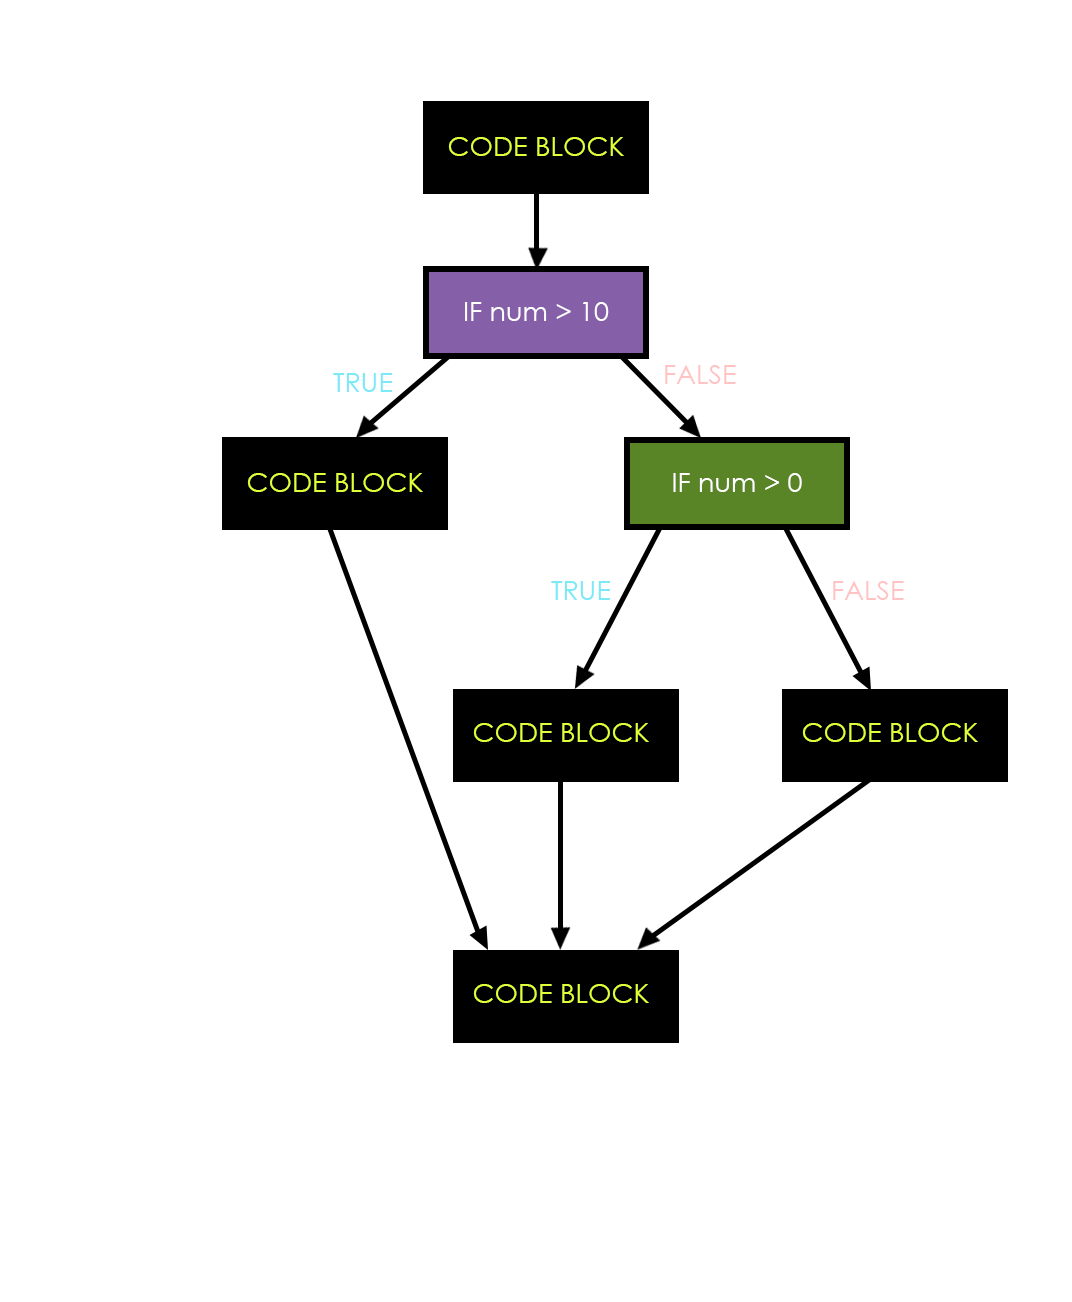 CODE BLOCK
IF num > 10
TRUE
FALSE
CODE BLOCK
IF num > 0
TRUE
FALSE
CODE BLOCK
CODE BLOCK
CODE BLOCK